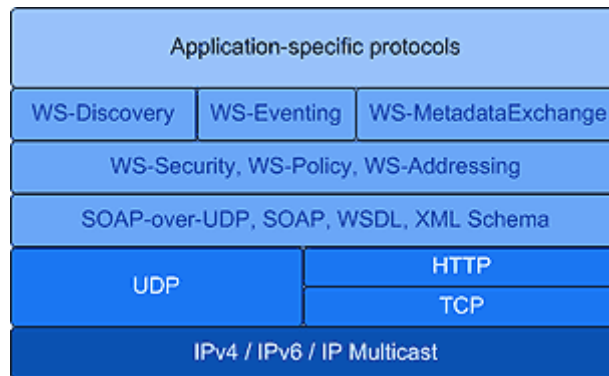 Application-specific protocols
WS-Discovery
WS-Eventing
WS-MetadataExchange
WS-Security, WS-Policy, WS-Addressing
SOAP-over-UDP, SOAP, WSDL, XML Schema
UDP
HTTP
TCP
IPv4 / IPv6 / IP Multicast